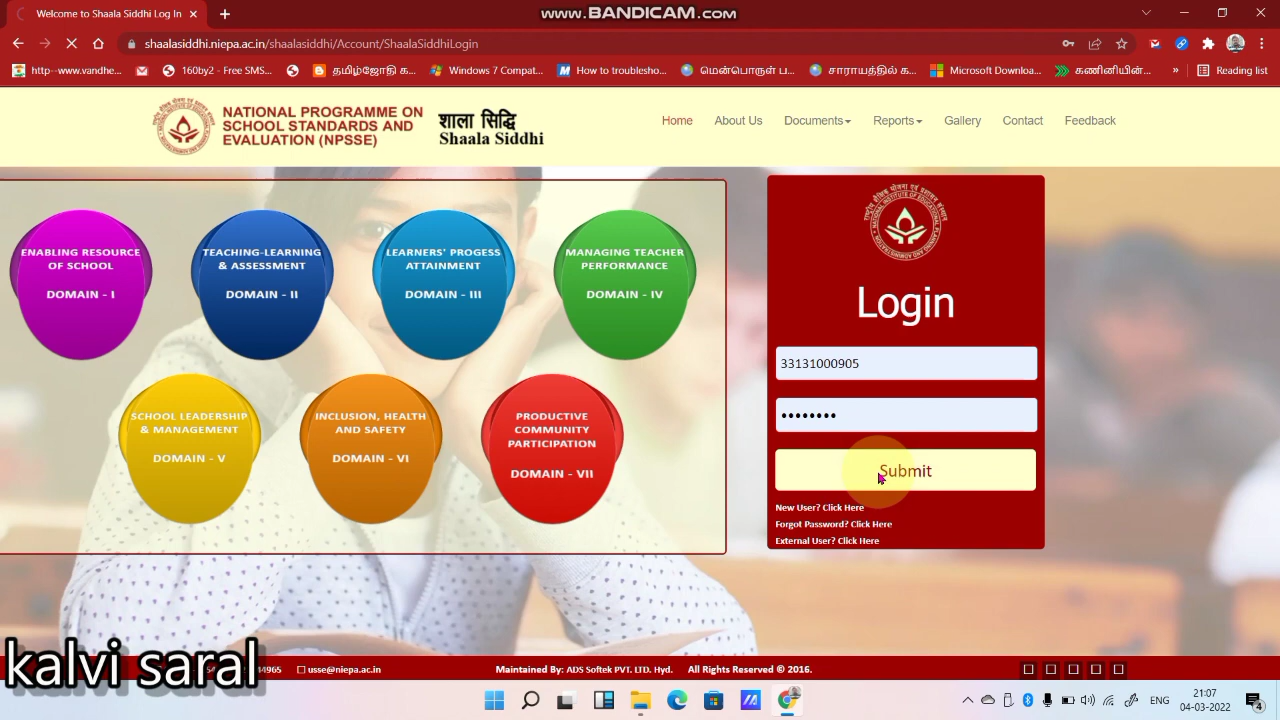 Welcome to Shaala Siddhi Log In
www.BANDICAM.com
shaalasiddhi.niepa.ac.in/shaalasiddhi/Account/ShaalaSiddhiLogin
http--www.vandhe...
160by2 - Free SMS...
தமிழ்ஜோதி க...
Windows 7 Compat...
How to troublesho...
மென்பொருள் ப...
சாராயத்தில் க...
Microsoft Downloa...
கணினியின்...
»
Reading list
NATIONAL PROGRAMME ON
SCHOOL STANDARDS AND
EVALUATION (NPSSE)
शाला सिद्धि
Shaala Siddhi
Home
About Us
Documents
Reports
Gallery
Contact
Feedback
ENABLING RESOURCE
OF SCHOOL
DOMAIN - I
TEACHING-LEARNING
& ASSESSMENT
DOMAIN - II
LEARNERS' PROGESS
ATTAINMENT
DOMAIN - III
MANAGING TEACHER
PERFORMANCE
DOMAIN - IV
SCHOOL LEADERSHIP
& MANAGEMENT
DOMAIN - V
INCLUSION, HEALTH
AND SAFETY
DOMAIN - VI
PRODUCTIVE
COMMUNITY
PARTICIPATION
DOMAIN - VII
Login
33131000905
••••••••
Submit
New User? Click Here
Forgot Password? Click Here
External User? Click Here
kalvi saral
44965
usse@niepa.ac.in
Maintained By: ADS Softek PVT. LTD. Hyd.
All Rights Reserved © 2016.
ENG
21:07
04-03-2022
4